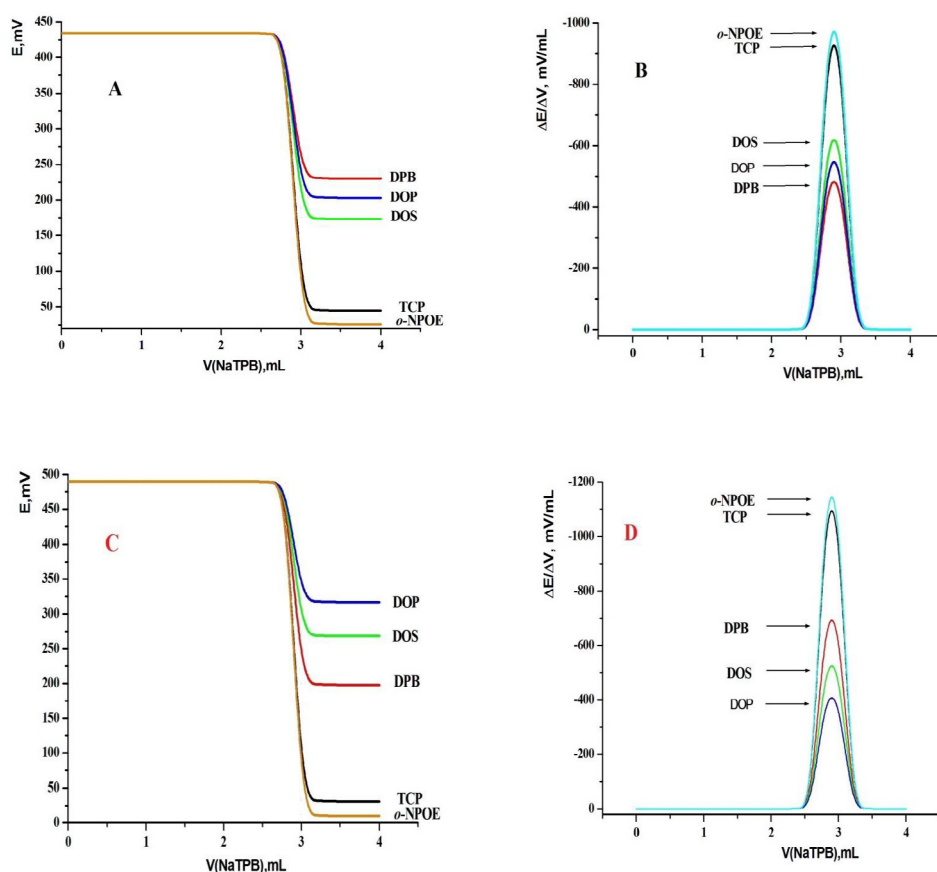 E,mV
450
400
350
300
250
200
150
100
50
0
1
2
3
4
V(NaTPB),mL
A
DPB
DOP
DOS
TCP
o-NPOE
ΔE/ΔV, mV/mL
-1000
-800
-600
-400
-200
0
0
1
2
3
4
V(NaTPB),mL
B
o-NPOE
TCP
DOS
DOP
DPB
E,mV
500
450
400
350
300
250
200
150
100
50
0
0
1
2
3
4
V(NaTPB),mL
C
DOP
DOS
DPB
TCP
o-NPOE
ΔE/ΔV, mV/mL
-1200
-1000
-800
-600
-400
-200
0
0
1
2
3
4
V(NaTPB),mL
D
o-NPOE
TCP
DPB
DOS
DOP